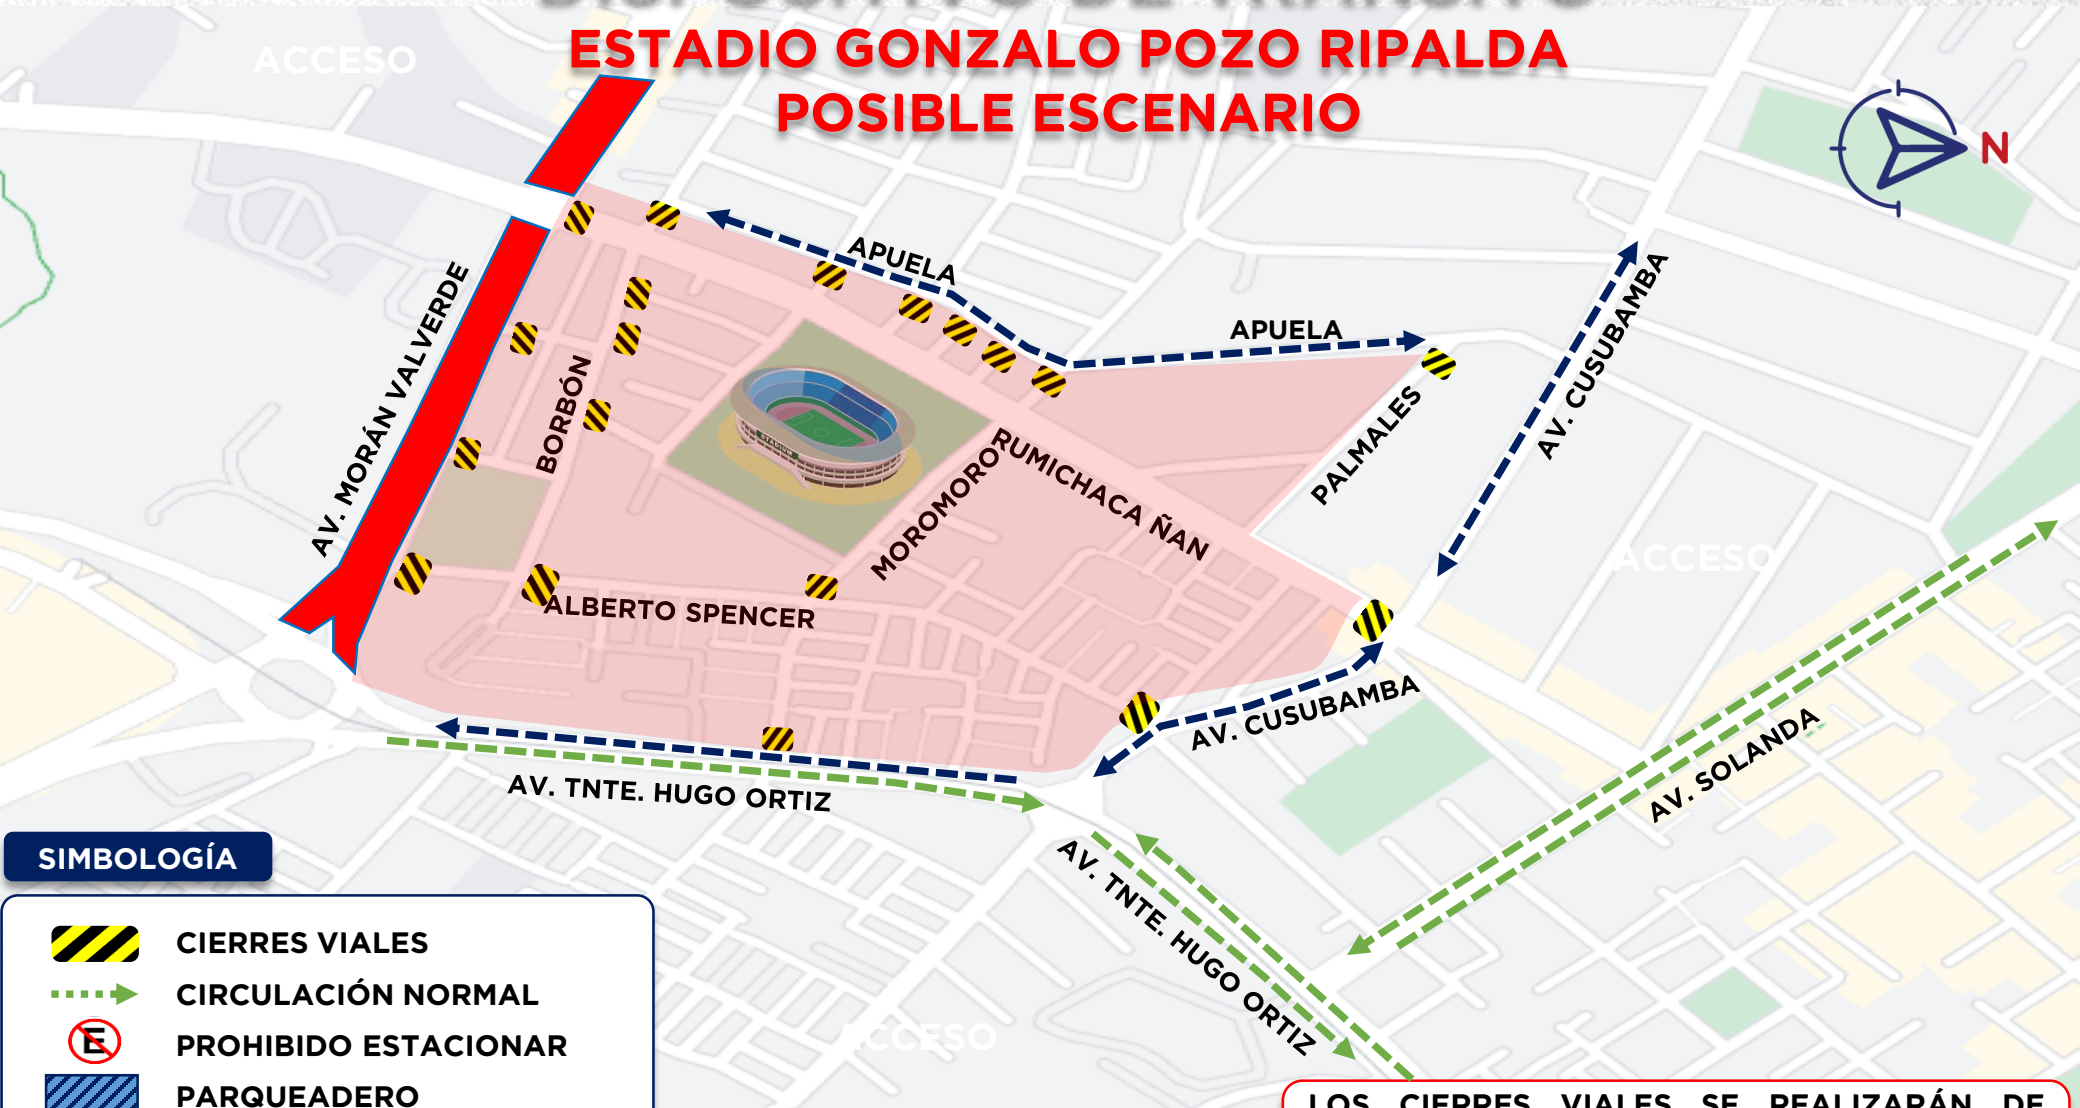 ESTADIO GONZALO POZO RIPALDA
POSIBLE ESCENARIO
ACCESO
N
APUELA
APUELA
AV. CUSUBAMBA
AV. MORÁN VALVERDE
BORBÓN
STADIUM
PALMALES
RUMICHACA ÑAN
MOROMORO
ACCESO
ALBERTO SPENCER
AV. CUSUBAMBA
AV. SOLANDA
AV. TNTE. HUGO ORTIZ
AV. TNTE. HUGO ORTIZ
ACCESO
SIMBOLOGÍA
CIERRES VIALES
CIRCULACIÓN NORMAL
E
PROHIBIDO ESTACIONAR
PARQUEADERO
LOS CIERRES VIALES SE REALIZARÁN DE